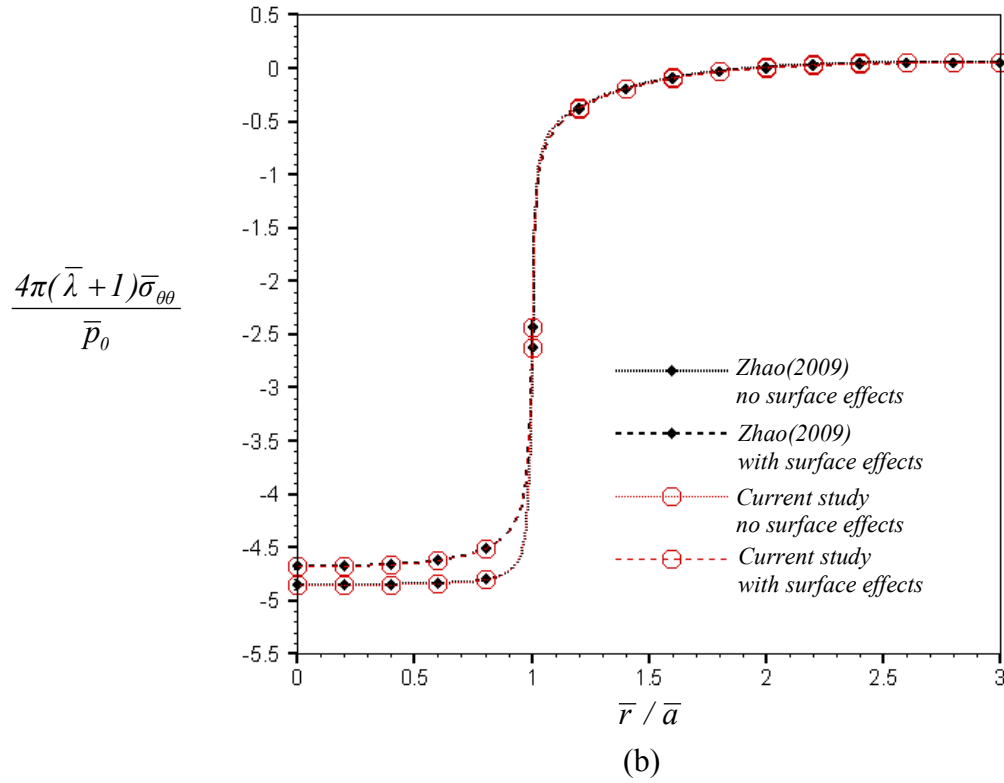 0.5
0
-0.5
-1
-1.5
-2
-2.5
-3
-3.5
-4
-4.5
-5
-5.5
4π(λ̄ +1)σ̄θθ
p̄0
Zhao(2009)
no surface effects
Zhao(2009)
with surface effects
Current study
no surface effects
Current study
with surface effects
0 0.5 1 1.5 2 2.5 3
r̄ / ā
(b)